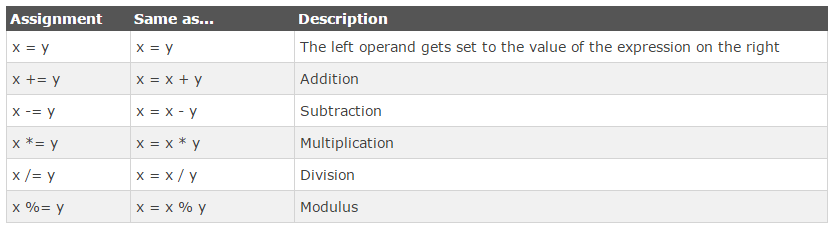 Assignment Same as... Description
x = y x = y The left operand gets set to the value of the expression on the right
x += y x = x + y Addition
x -= y x = x - y Subtraction
x *= y x = x * y Multiplication
x /= y x = x / y Division
x %= y x = x % y Modulus